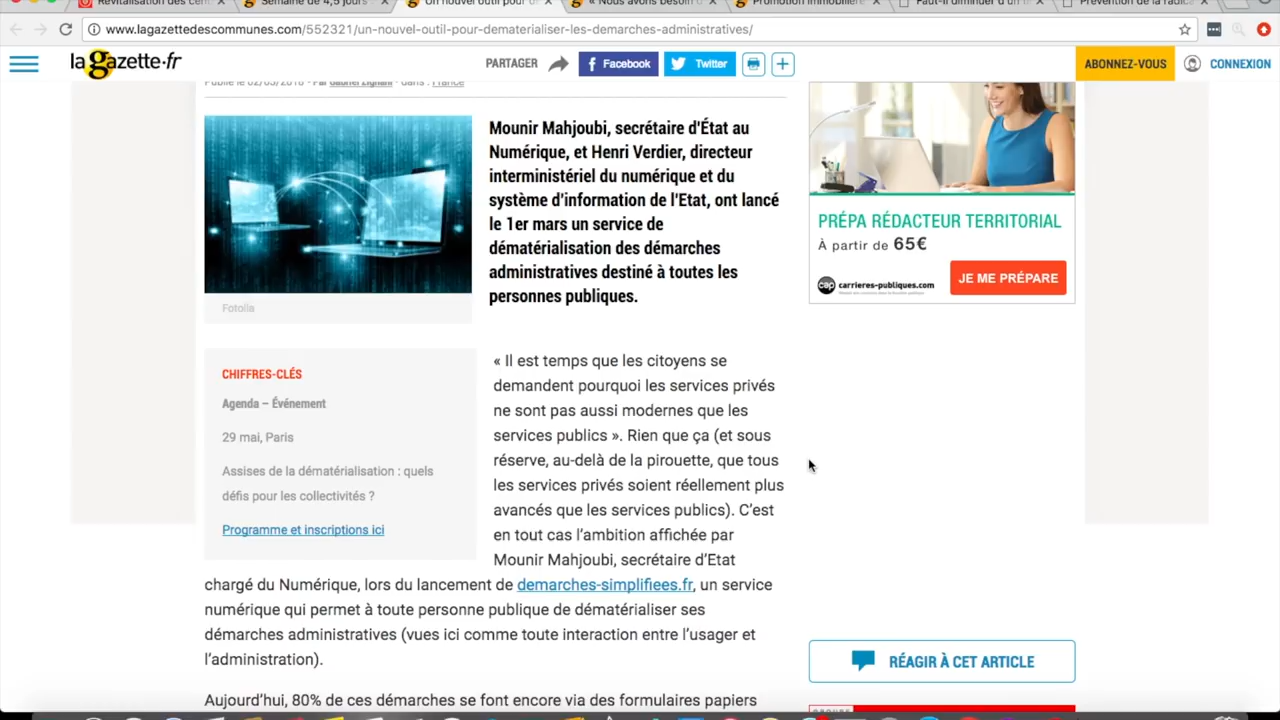 Revitalisation des cen
Semaine de 4,5 jours
Un nouvel outil pour d
« Nous avons besoin
Promotion immobilière
Faut-il diminuer d'un t
Prévention de la radica
www.lagazettedescommunes.com/552321/un-nouvel-outil-pour-dematerialiser-les-demarches-administratives/
la gazette.fr
PARTAGER
Facebook
Twitter
ABONNEZ-VOUS
CONNEXION
Publié le 02/03/2018 • Par Gabriel Zignani • dans : France
Mounir Mahjoubi, secrétaire d'État au
Numérique, et Henri Verdier, directeur
interministériel du numérique et du
système d'information de l'Etat, ont lancé
le 1er mars un service de
dématérialisation des démarches
administratives destiné à toutes les
personnes publiques.
Fotolia
CHIFFRES-CLÉS
Agenda – Événement
29 mai, Paris
Assises de la dématérialisation : quels
défis pour les collectivités ?
Programme et inscriptions ici
« Il est temps que les citoyens se
demandent pourquoi les services privés
ne sont pas aussi modernes que les
services publics ». Rien que ça (et sous
réserve, au-delà de la pirouette, que tous
les services privés soient réellement plus
avancés que les services publics). C'est
en tout cas l'ambition affichée par
Mounir Mahjoubi, secrétaire d'Etat
chargé du Numérique, lors du lancement de demarches-simplifiees.fr, un service
numérique qui permet à toute personne publique de dématérialiser ses
démarches administratives (vues ici comme toute interaction entre l'usager et
l'administration).
Aujourd'hui, 80% de ces démarches se font encore via des formulaires papiers
PRÉPA RÉDACTEUR TERRITORIAL
À partir de 65€
cap carrieres-publiques.com
JE ME PRÉPARE
RÉAGIR À CET ARTICLE